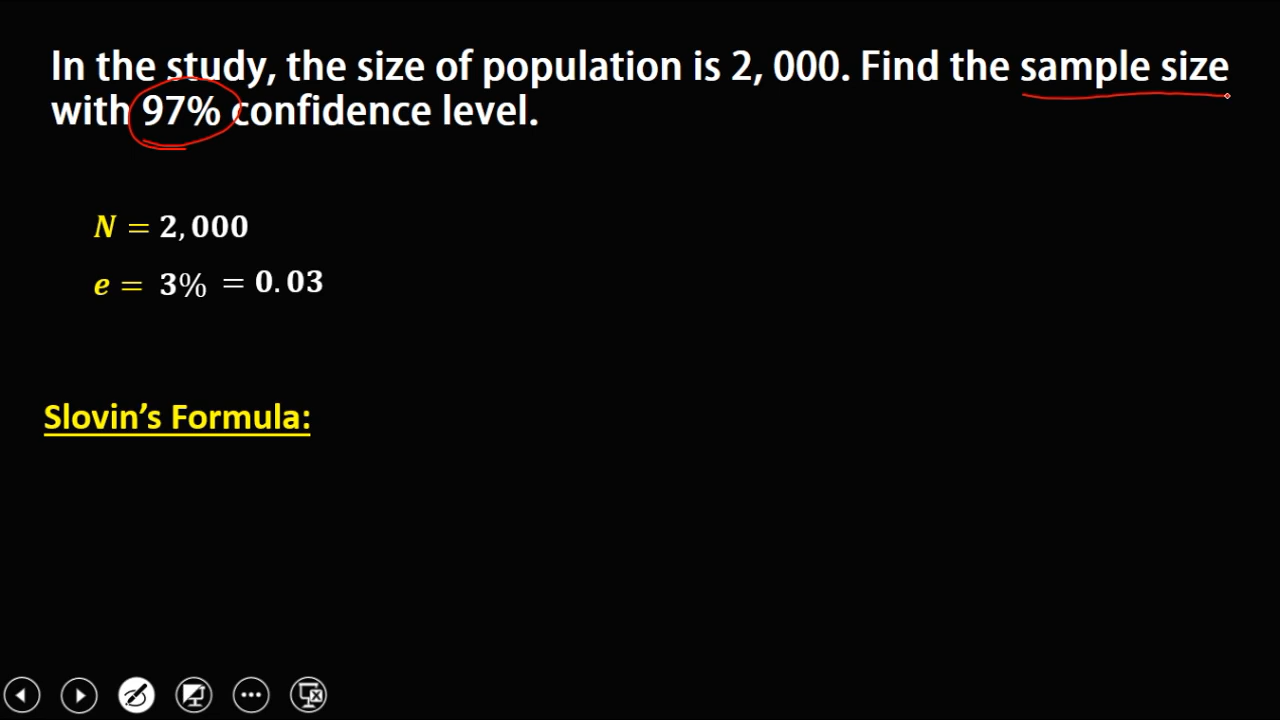 In the study, the size of population is 2, 000. Find the sample size
with 97% confidence level.
N = 2,000
e = 3% = 0.03
Slovin's Formula: